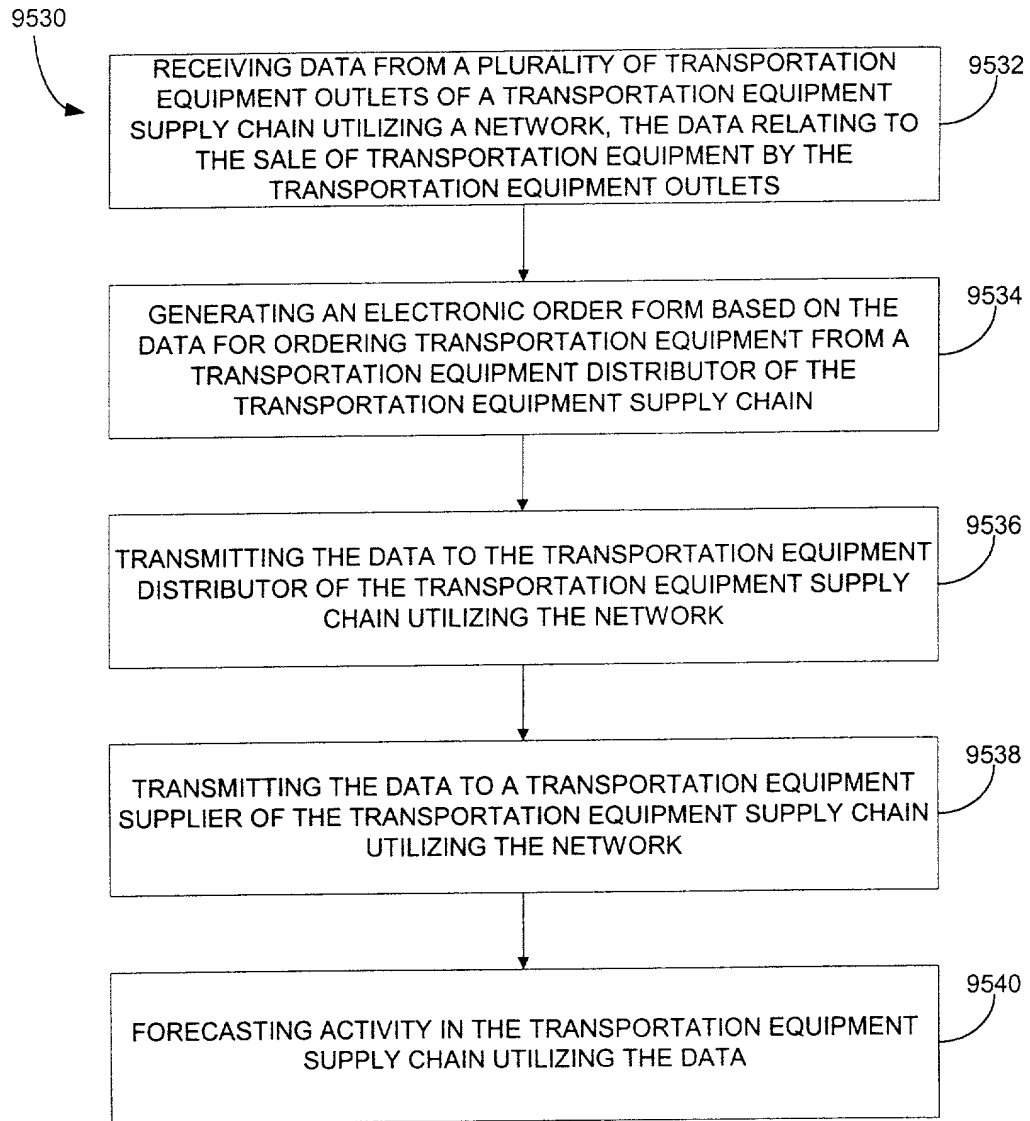 9530
RECEIVING DATA FROM A PLURALITY OF TRANSPORTATION
EQUIPMENT OUTLETS OF A TRANSPORTATION EQUIPMENT
SUPPLY CHAIN UTILIZING A NETWORK, THE DATA RELATING TO
THE SALE OF TRANSPORTATION EQUIPMENT BY THE
TRANSPORTATION EQUIPMENT OUTLETS
9532
GENERATING AN ELECTRONIC ORDER FORM BASED ON THE
DATA FOR ORDERING TRANSPORTATION EQUIPMENT FROM A
TRANSPORTATION EQUIPMENT DISTRIBUTOR OF THE
TRANSPORTATION EQUIPMENT SUPPLY CHAIN
9534
TRANSMITTING THE DATA TO THE TRANSPORTATION EQUIPMENT
DISTRIBUTOR OF THE TRANSPORTATION EQUIPMENT SUPPLY
CHAIN UTILIZING THE NETWORK
9536
TRANSMITTING THE DATA TO A TRANSPORTATION EQUIPMENT
SUPPLIER OF THE TRANSPORTATION EQUIPMENT SUPPLY CHAIN
UTILIZING THE NETWORK
9538
FORECASTING ACTIVITY IN THE TRANSPORTATION EQUIPMENT
SUPPLY CHAIN UTILIZING THE DATA
9540